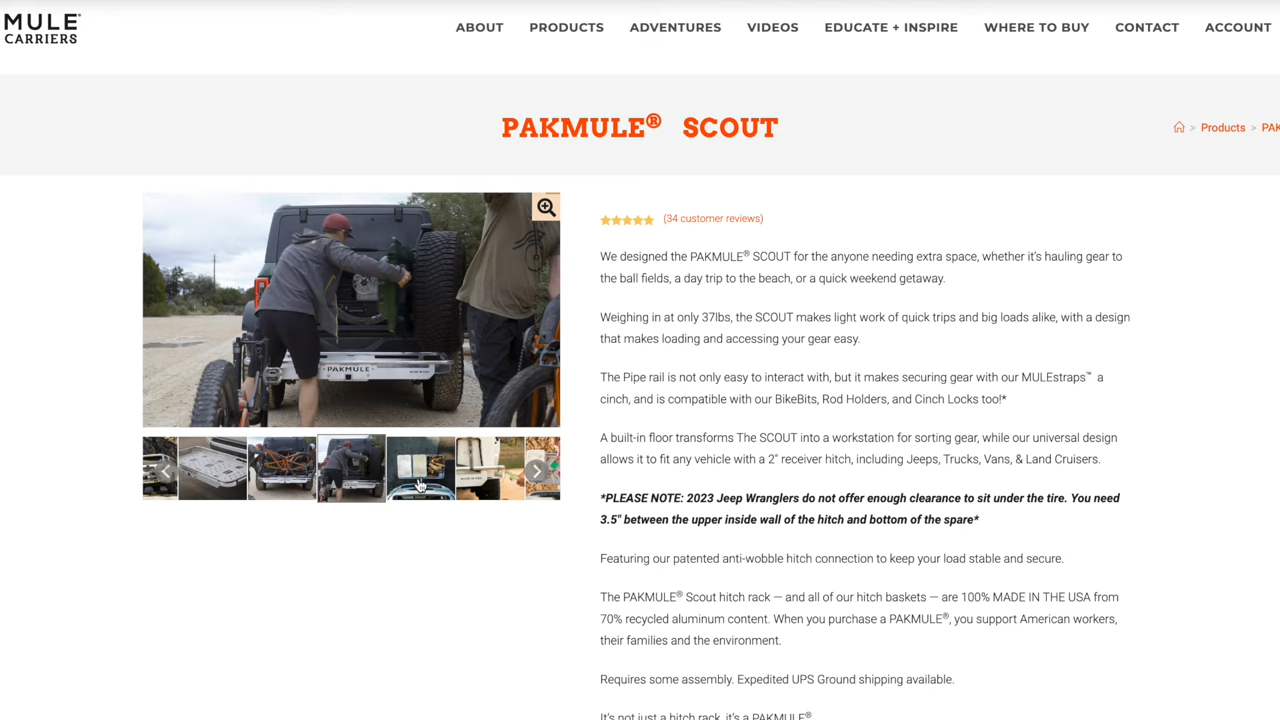 MULE®
CARRIERS
ABOUT PRODUCTS ADVENTURES VIDEOS EDUCATE + INSPIRE WHERE TO BUY CONTACT ACCOUNT
PAKMULE® SCOUT
> Products > PAK
(34 customer reviews)
We designed the PAKMULE® SCOUT for the anyone needing extra space, whether it's hauling gear to
the ball fields, a day trip to the beach, or a quick weekend getaway.
Weighing in at only 37lbs, the SCOUT makes light work of quick trips and big loads alike, with a design
that makes loading and accessing your gear easy.
The Pipe rail is not only easy to interact with, but it makes securing gear with our MULEstraps™ a
cinch, and is compatible with our BikeBits, Rod Holders, and Cinch Locks too!*
A built-in floor transforms The SCOUT into a workstation for sorting gear, while our universal design
allows it to fit any vehicle with a 2" receiver hitch, including Jeeps, Trucks, Vans, & Land Cruisers.
*PLEASE NOTE: 2023 Jeep Wranglers do not offer enough clearance to sit under the tire. You need
3.5" between the upper inside wall of the hitch and bottom of the spare*
Featuring our patented anti-wobble hitch connection to keep your load stable and secure.
The PAKMULE® Scout hitch rack — and all of our hitch baskets — are 100% MADE IN THE USA from
70% recycled aluminum content. When you purchase a PAKMULE®, you support American workers,
their families and the environment.
Requires some assembly. Expedited UPS Ground shipping available.
It's not just a hitch rack, it's a PAKMULE®
PAKMULE